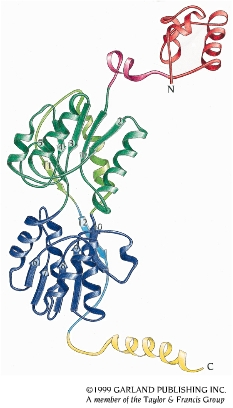 N
C
©1999 GARLAND PUBLISHING INC.
A member of the Taylor & Francis Group